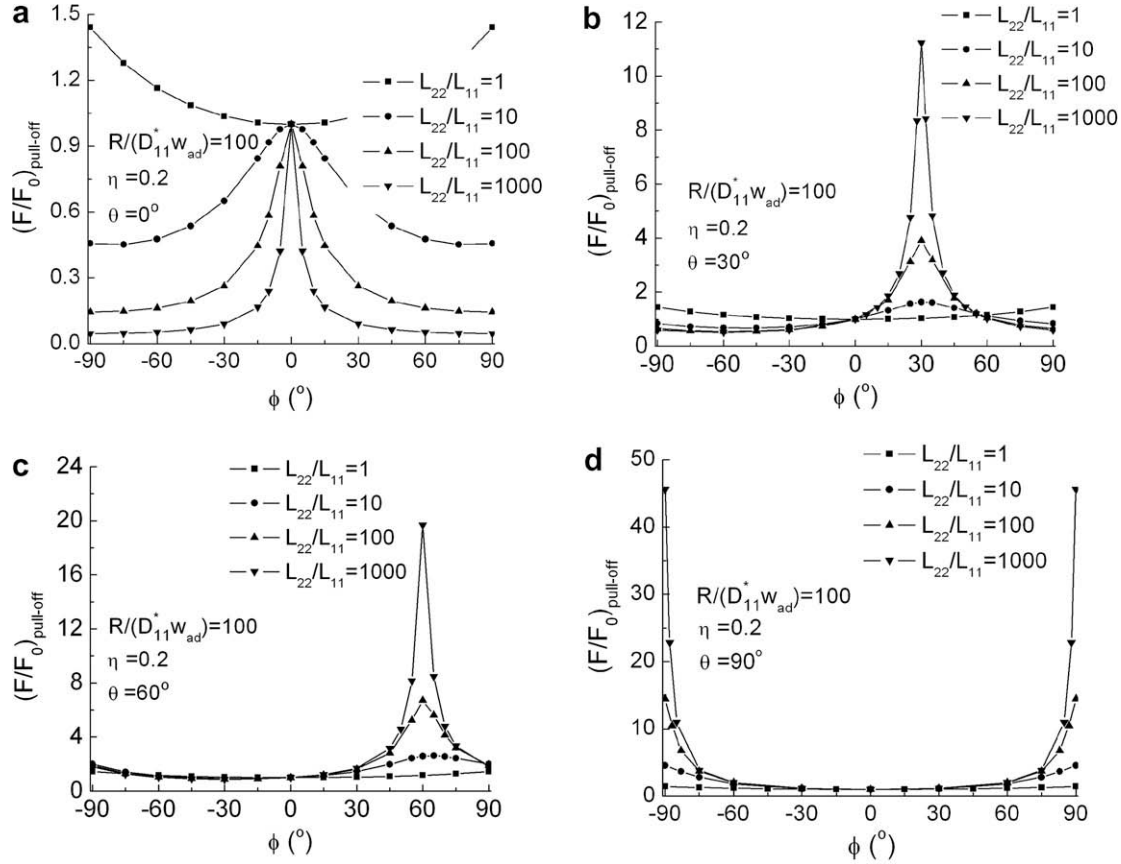 a
1.5
1.2
0.9
0.6
0.3
0.0
(F/F₀)pull-off
L₂₂/L₁₁=1
L₂₂/L₁₁=10
L₂₂/L₁₁=100
L₂₂/L₁₁=1000
R/(D*₁₁w_ad)=100
η =0.2
θ =0°
-90 -60 -30 0 30 60 90
ϕ (°)
b
12
10
8
6
4
2
0
(F/F₀)pull-off
L₂₂/L₁₁=1
L₂₂/L₁₁=10
L₂₂/L₁₁=100
L₂₂/L₁₁=1000
R/(D*₁₁w_ad)=100
η =0.2
θ =30°
-90 -60 -30 0 30 60 90
ϕ (°)
c
24
20
16
12
8
4
0
(F/F₀)pull-off
L₂₂/L₁₁=1
L₂₂/L₁₁=10
L₂₂/L₁₁=100
L₂₂/L₁₁=1000
R/(D*₁₁w_ad)=100
η =0.2
θ =60°
-90 -60 -30 0 30 60 90
ϕ (°)
d
50
40
30
20
10
0
(F/F₀)pull-off
L₂₂/L₁₁=1
L₂₂/L₁₁=10
L₂₂/L₁₁=100
L₂₂/L₁₁=1000
R/(D*₁₁w_ad)=100
η =0.2
θ =90°
-90 -60 -30 0 30 60 90
ϕ (°)